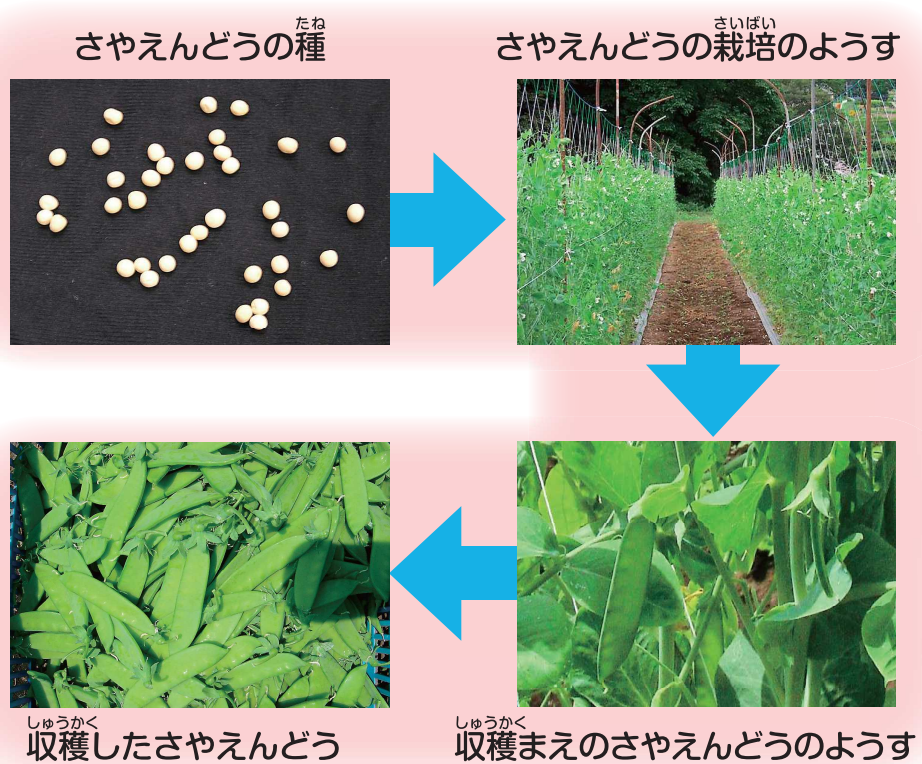 たね
さやえんどうの種
さいばい
さやえんどうの栽培のようす
しゅうかく
収穫したさやえんどう
しゅうかく
収穫まえのさやえんどうのようす